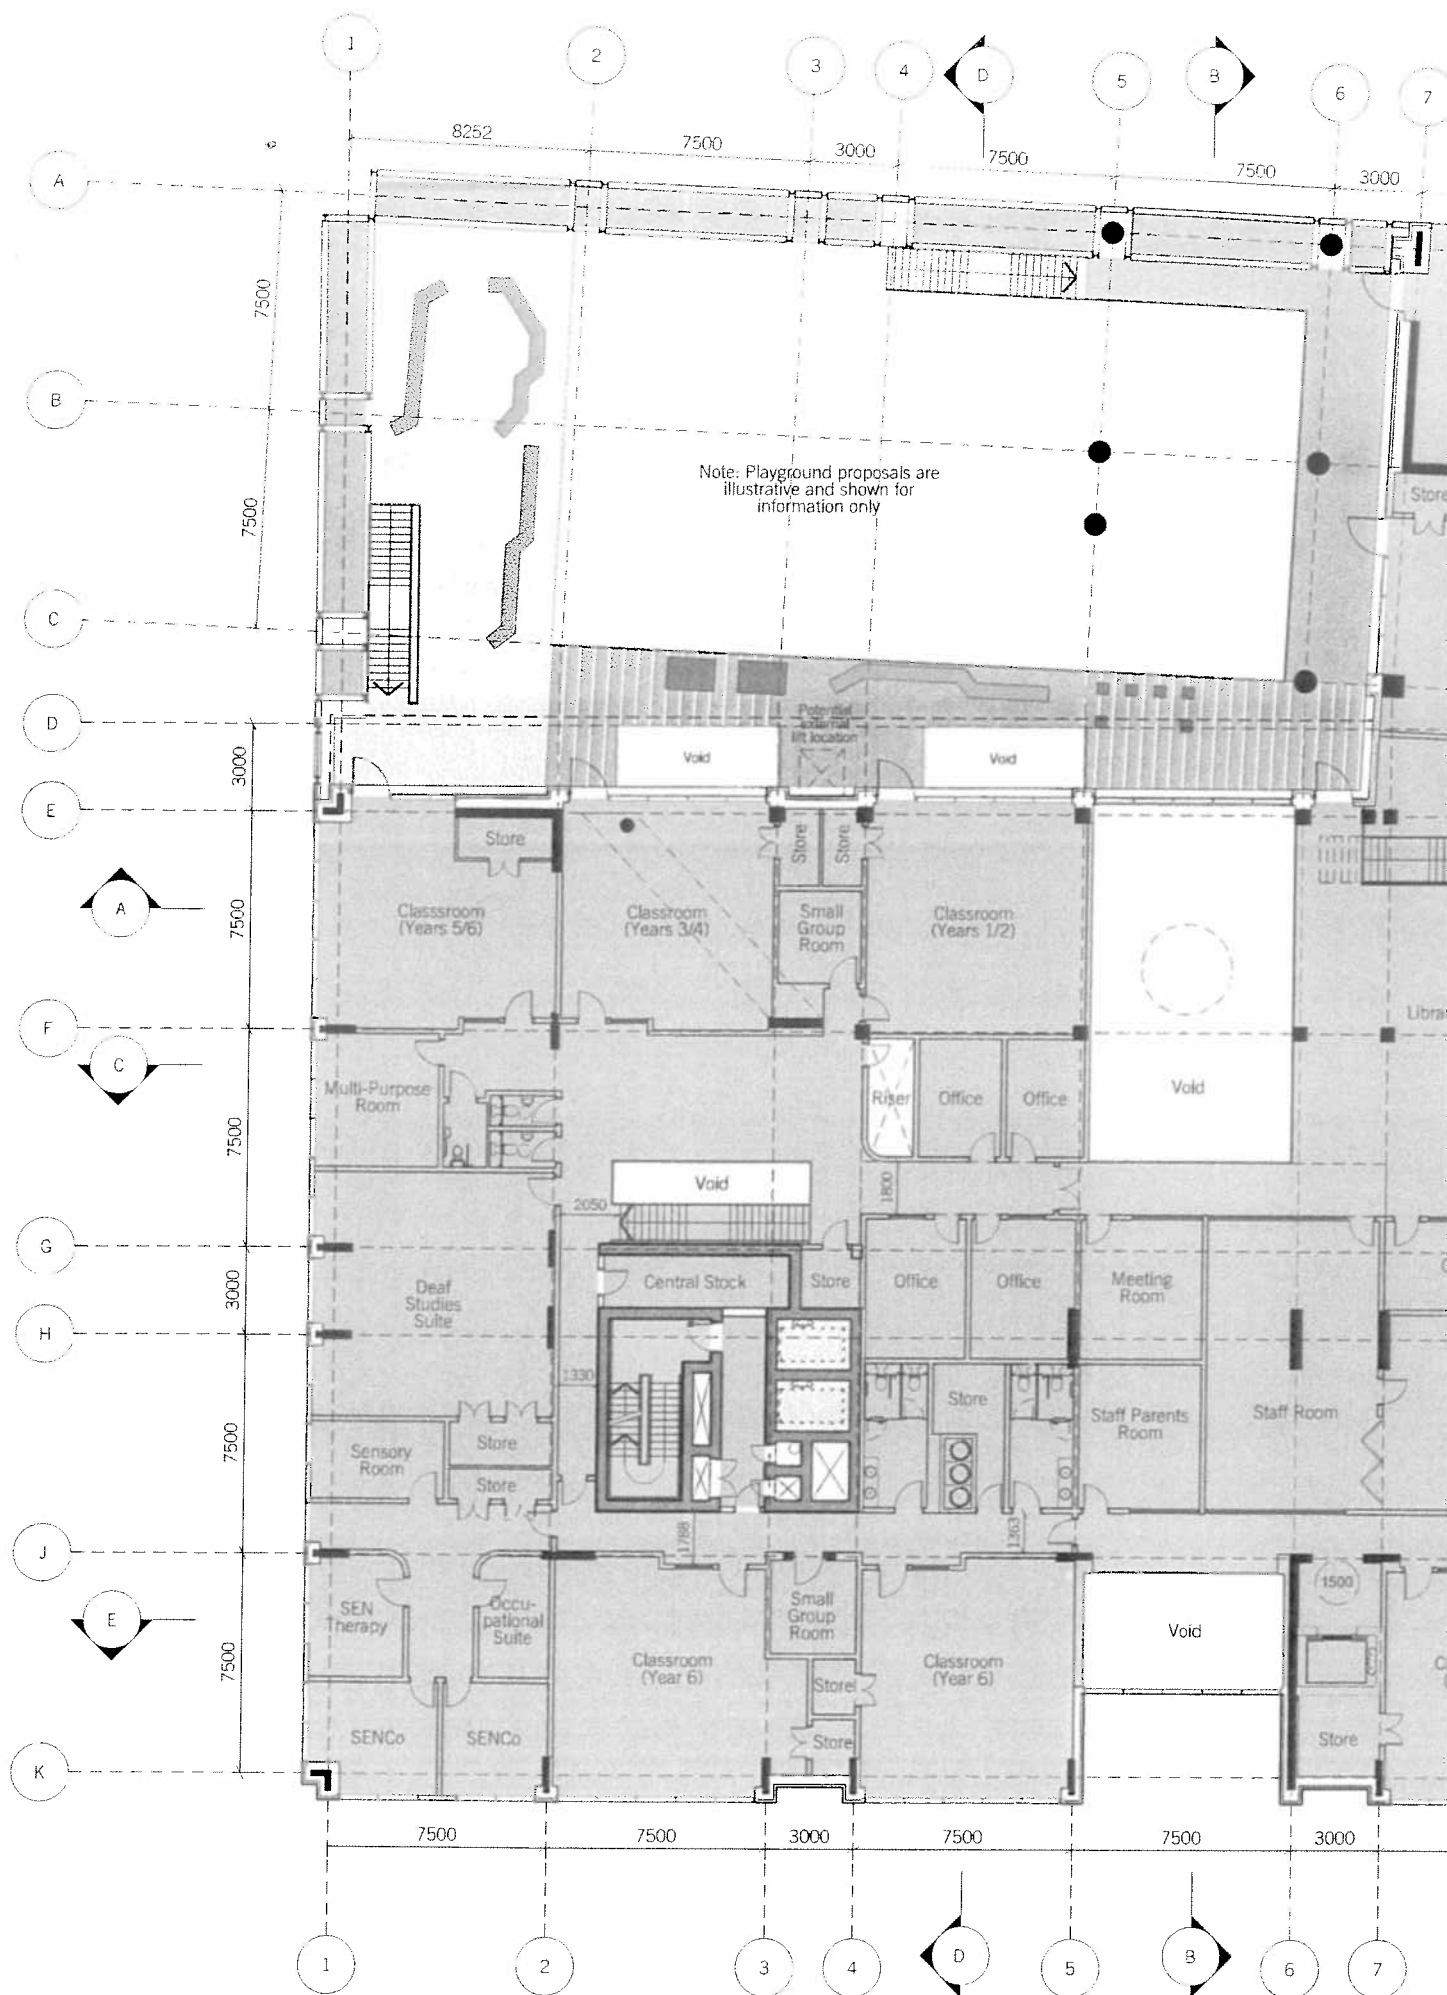 1
2
3
4
D
5
B
6
7
8252
7500
3000
7500
7500
3000
A
7500
B
7500
C
D
3000
E
A
7500
F
C
7500
G
3000
H
7500
J
E
7500
K
Note: Playground proposals are
illustrative and shown for
information only
Store
Potential
external
lift location
Void
Void
Store
Store
Store
Classsroom
(Years 5/6)
Classroom
(Years 3/4)
Small
Group
Room
Classroom
(Years 1/2)
Multi-Purpose
Room
Riser
Office
Office
Void
Void
2050
1800
Central Stock
Store
Office
Office
Meeting
Room
Deaf
Studies
Suite
1330
Store
Staff Parents
Room
Staff Room
Sensory
Room
Store
Store
1788
1363
SEN
Therapy
Occu-
pational
Suite
Small
Group
Room
1500
Void
Classroom
(Year 6)
Classroom
(Year 6)
Store
Store
Store
SENCo
SENCo
7500
7500
3000
7500
7500
3000
1
2
3
4
D
5
B
6
7